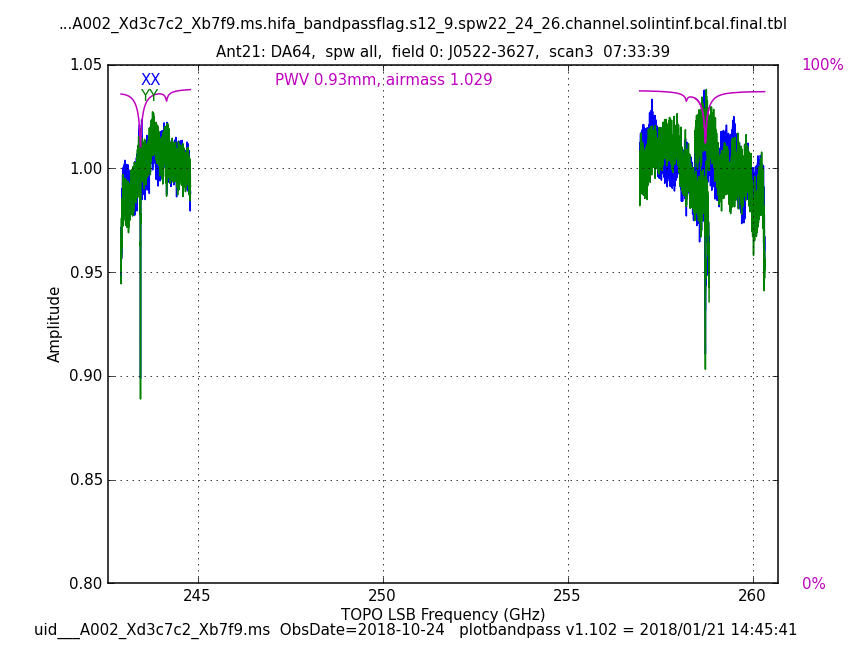 ...A002_Xd3c7c2_Xb7f9.ms.hifa_bandpassflag.s12_9.spw22_24_26.channel.solintinf.bcal.final.tbl
Ant21: DA64, spw all, field 0: J0522-3627, scan3 07:33:39
1.05
XX
PWV 0.93mm, airmass 1.029
100%
YY
1.00
0.95
Amplitude
0.90
0.85
0.80
0%
245
250
255
260
TOPO LSB Frequency (GHz)
uid___A002_Xd3c7c2_Xb7f9.ms ObsDate=2018-10-24 plotbandpass v1.102 = 2018/01/21 14:45:41